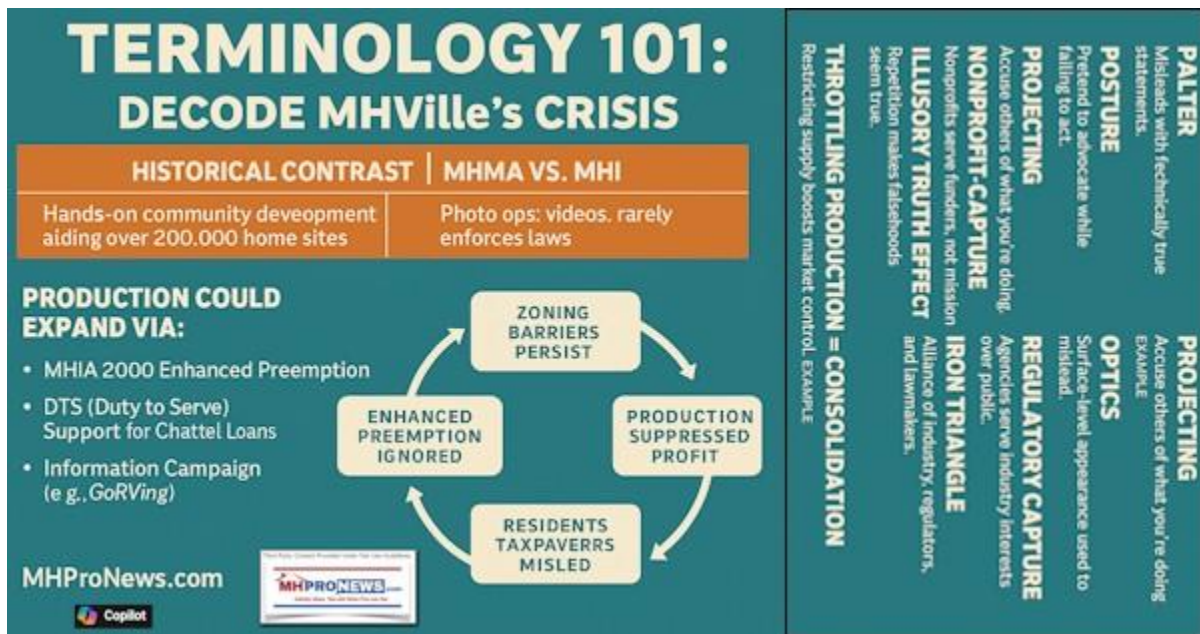 TERMINOLOGY 101:
DECODE MHVille's CRISIS
HISTORICAL CONTRAST | MHMA VS. MHI
Hands-on community deveopment
aiding over 200.000 home sites
Photo ops: videos. rarely
enforces laws
PRODUCTION COULD
EXPAND VIA:
• MHIA 2000 Enhanced Preemption
• DTS (Duty to Serve)
Support for Chattel Loans
• Information Campaign
(e g., GoRVing)
ZONING
BARRIERS
PERSIST
PRODUCTION
SUPPRESSED
PROFIT
RESIDENTS
TAXPAVERRS
MISLED
ENHANCED
PREEMPTION
IGNORED
MHProNews.com
Copilot
MHPRONEWS.com
PALTER
Misleads with technically true
statements.
POSTURE
Pretend to advocate while
failing to act.
PROJECTING
Accuse others of what you're doing.
NONPROFIT-CAPTURE
Nonprofits serve funders, not mission
ILLUSORY TRUTH EFFECT
Repetition makes falsehoods
seem true.
THROTTLING PRODUCTION = CONSOLIDATION
Restricting supply boosts market control. EXAMPLE
PROJECTING
Accuse others of what you're doing
EXAMPLE
OPTICS
Surface-level appearance used to
mislead.
REGULATORY CAPTURE
Agencies serve industry interests
over public.
IRON TRIANGLE
Alliance of industry, regulators,
and lawmakers.